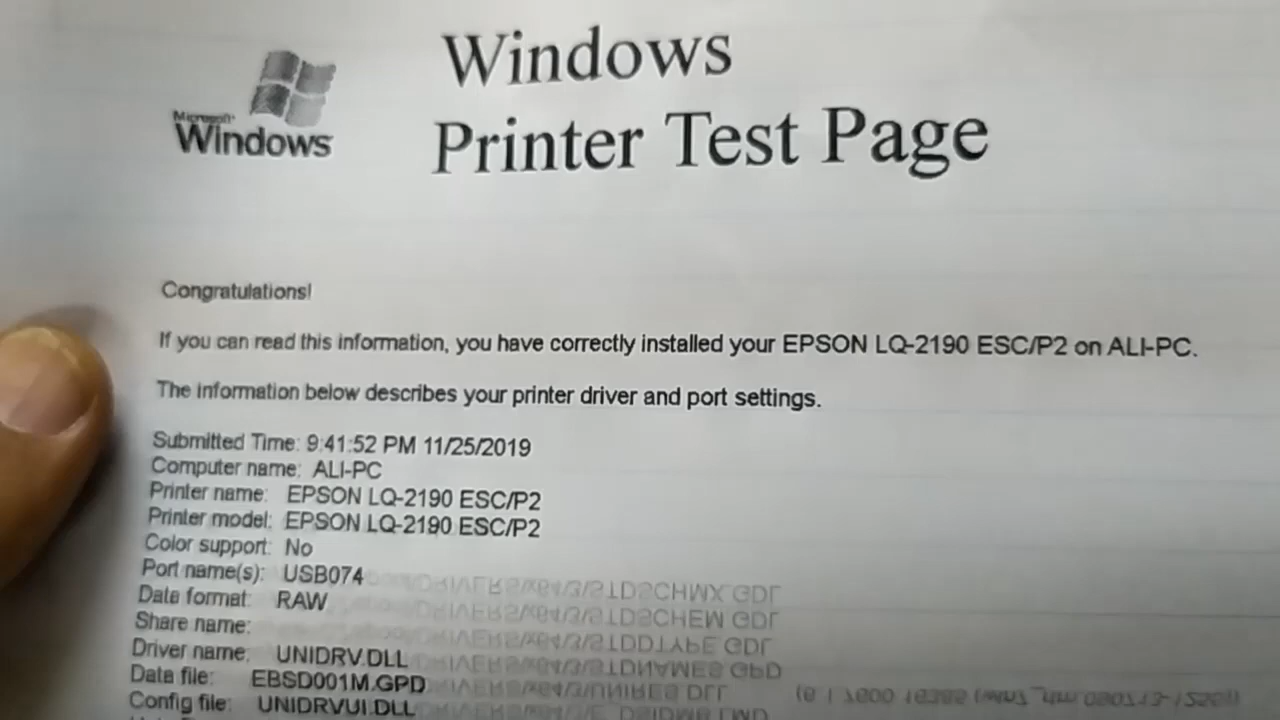 Microsoft
Windows
Windows
Printer Test Page
Congratulations!
If you can read this information, you have correctly installed your EPSON LQ-2190 ESC/P2 on ALI-PC.
The information below describes your printer driver and port settings.
Submitted Time: 9:41:52 PM 11/25/2019
Computer name: ALI-PC
Printer name: EPSON LQ-2190 ESC/P2
Printer model: EPSON LQ-2190 ESC/P2
Color support: No
Port name(s): USB074
Data format: RAW
Share name:
Driver name: UNIDRV.DLL
Data file: EBSD001M.GPD
Config file: UNIDRVUI.DLL